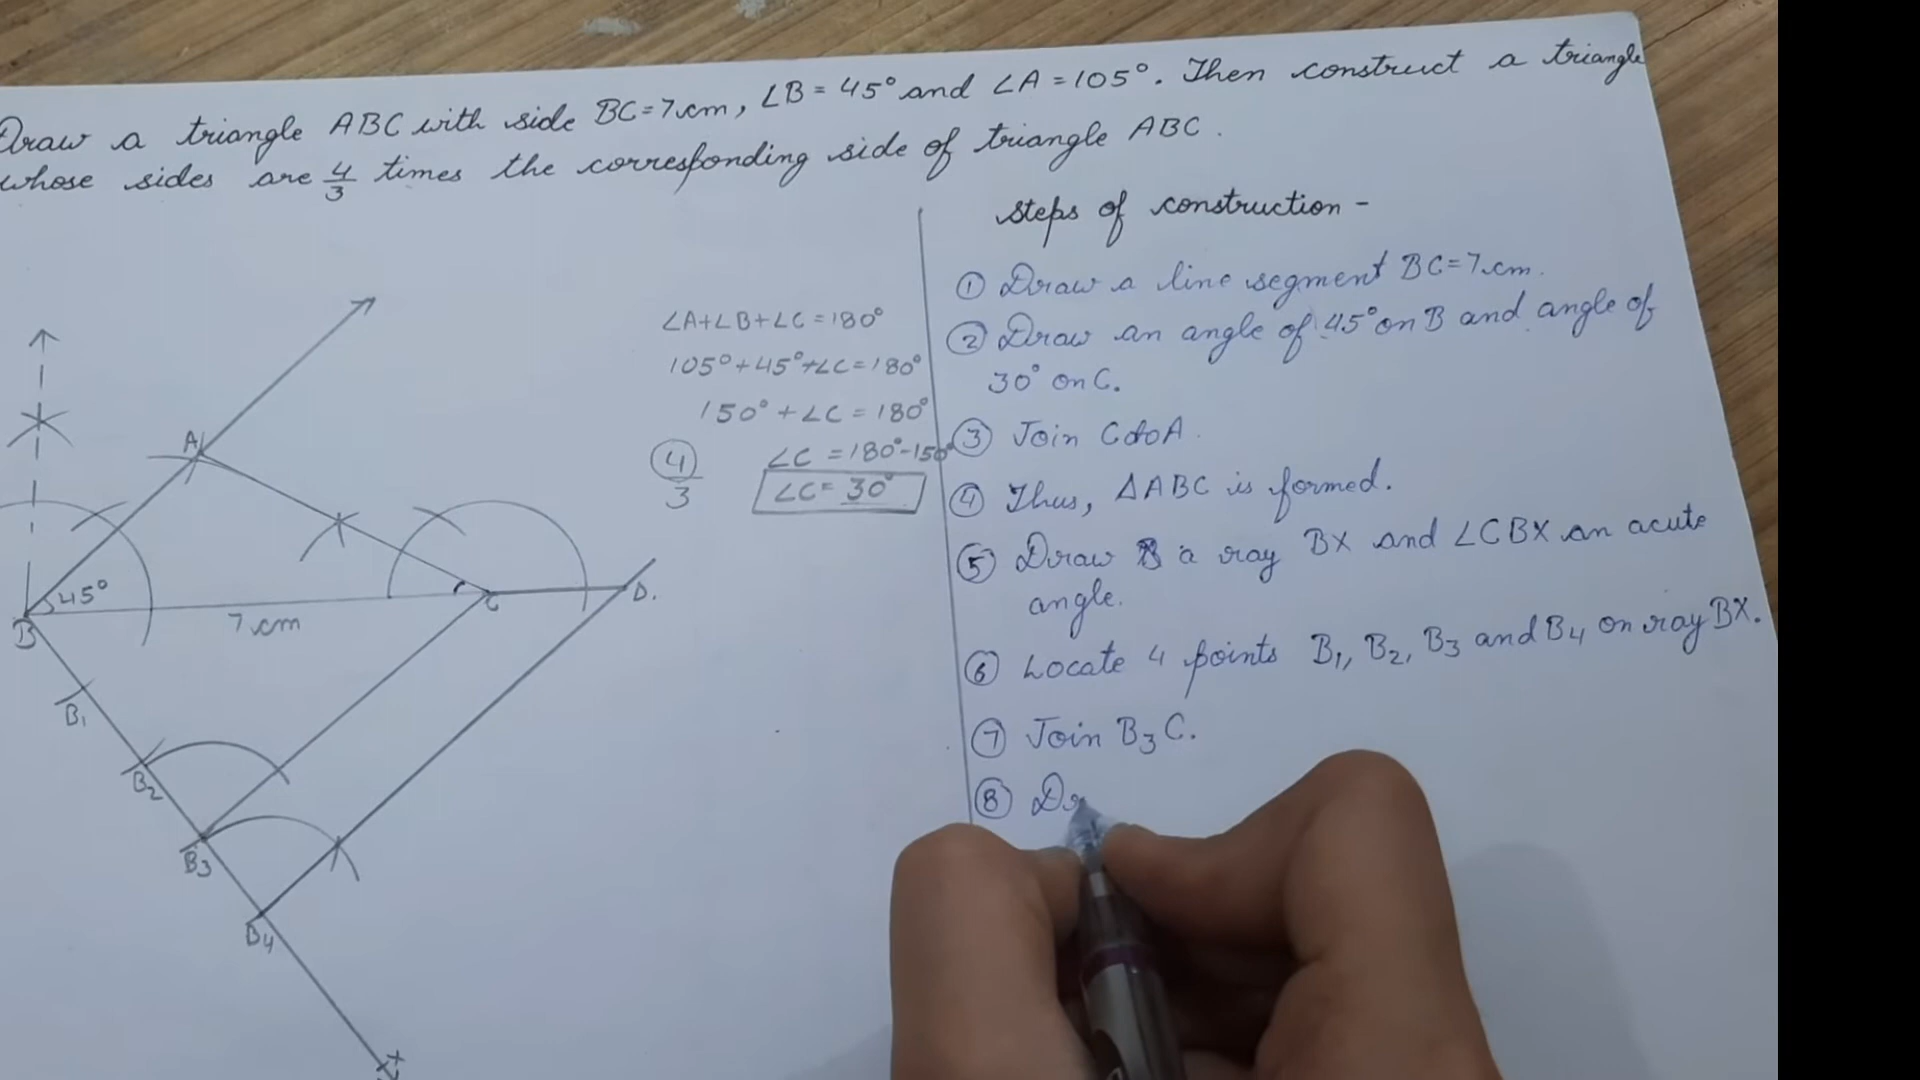 Draw a triangle ABC with side BC=7cm, ∠B = 45° and ∠A = 105°. Then construct a triangle
whose sides are 4/3 times the corresponding side of triangle ABC.
steps of construction -
① Draw a line segment BC=7cm.
② Draw an angle of 45° on B and angle of
30° on C.
③ Join C to A.
④ Thus, △ABC is formed.
⑤ Draw a ray BX and ∠CBX an acute
angle.
⑥ Locate 4 points B₁, B₂, B₃ and B₄ on ray BX.
⑦ Join B₃C.
⑧ Dr
∠A+∠B+∠C=180°
105°+45°+∠C=180°
150°+∠C=180°
∠C=180°-150°
∠C=30°
4/3
A
45°
B
7cm
C
D.
B₁
B₂
B₃
B₄
X